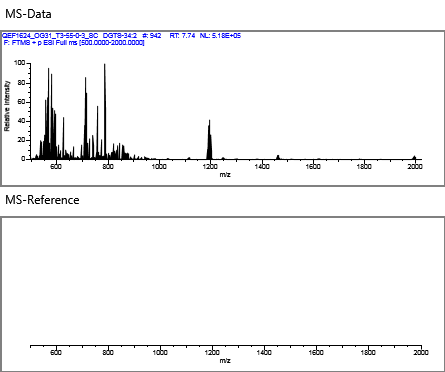 MS-Data
QEF1624_OG31_T3-55-0-3_8C DGTS-34:2 #: 942 RT: 7.74 NL: 5.18E+05
F: FTMS + p ESI Full ms [500.0000-2000.0000]
100
80
60
40
20
0
Relative Intensity
600 800 1000 1200 1400 1600 1800 2000
m/z
MS-Reference
600 800 1000 1200 1400 1600 1800 2000
m/z